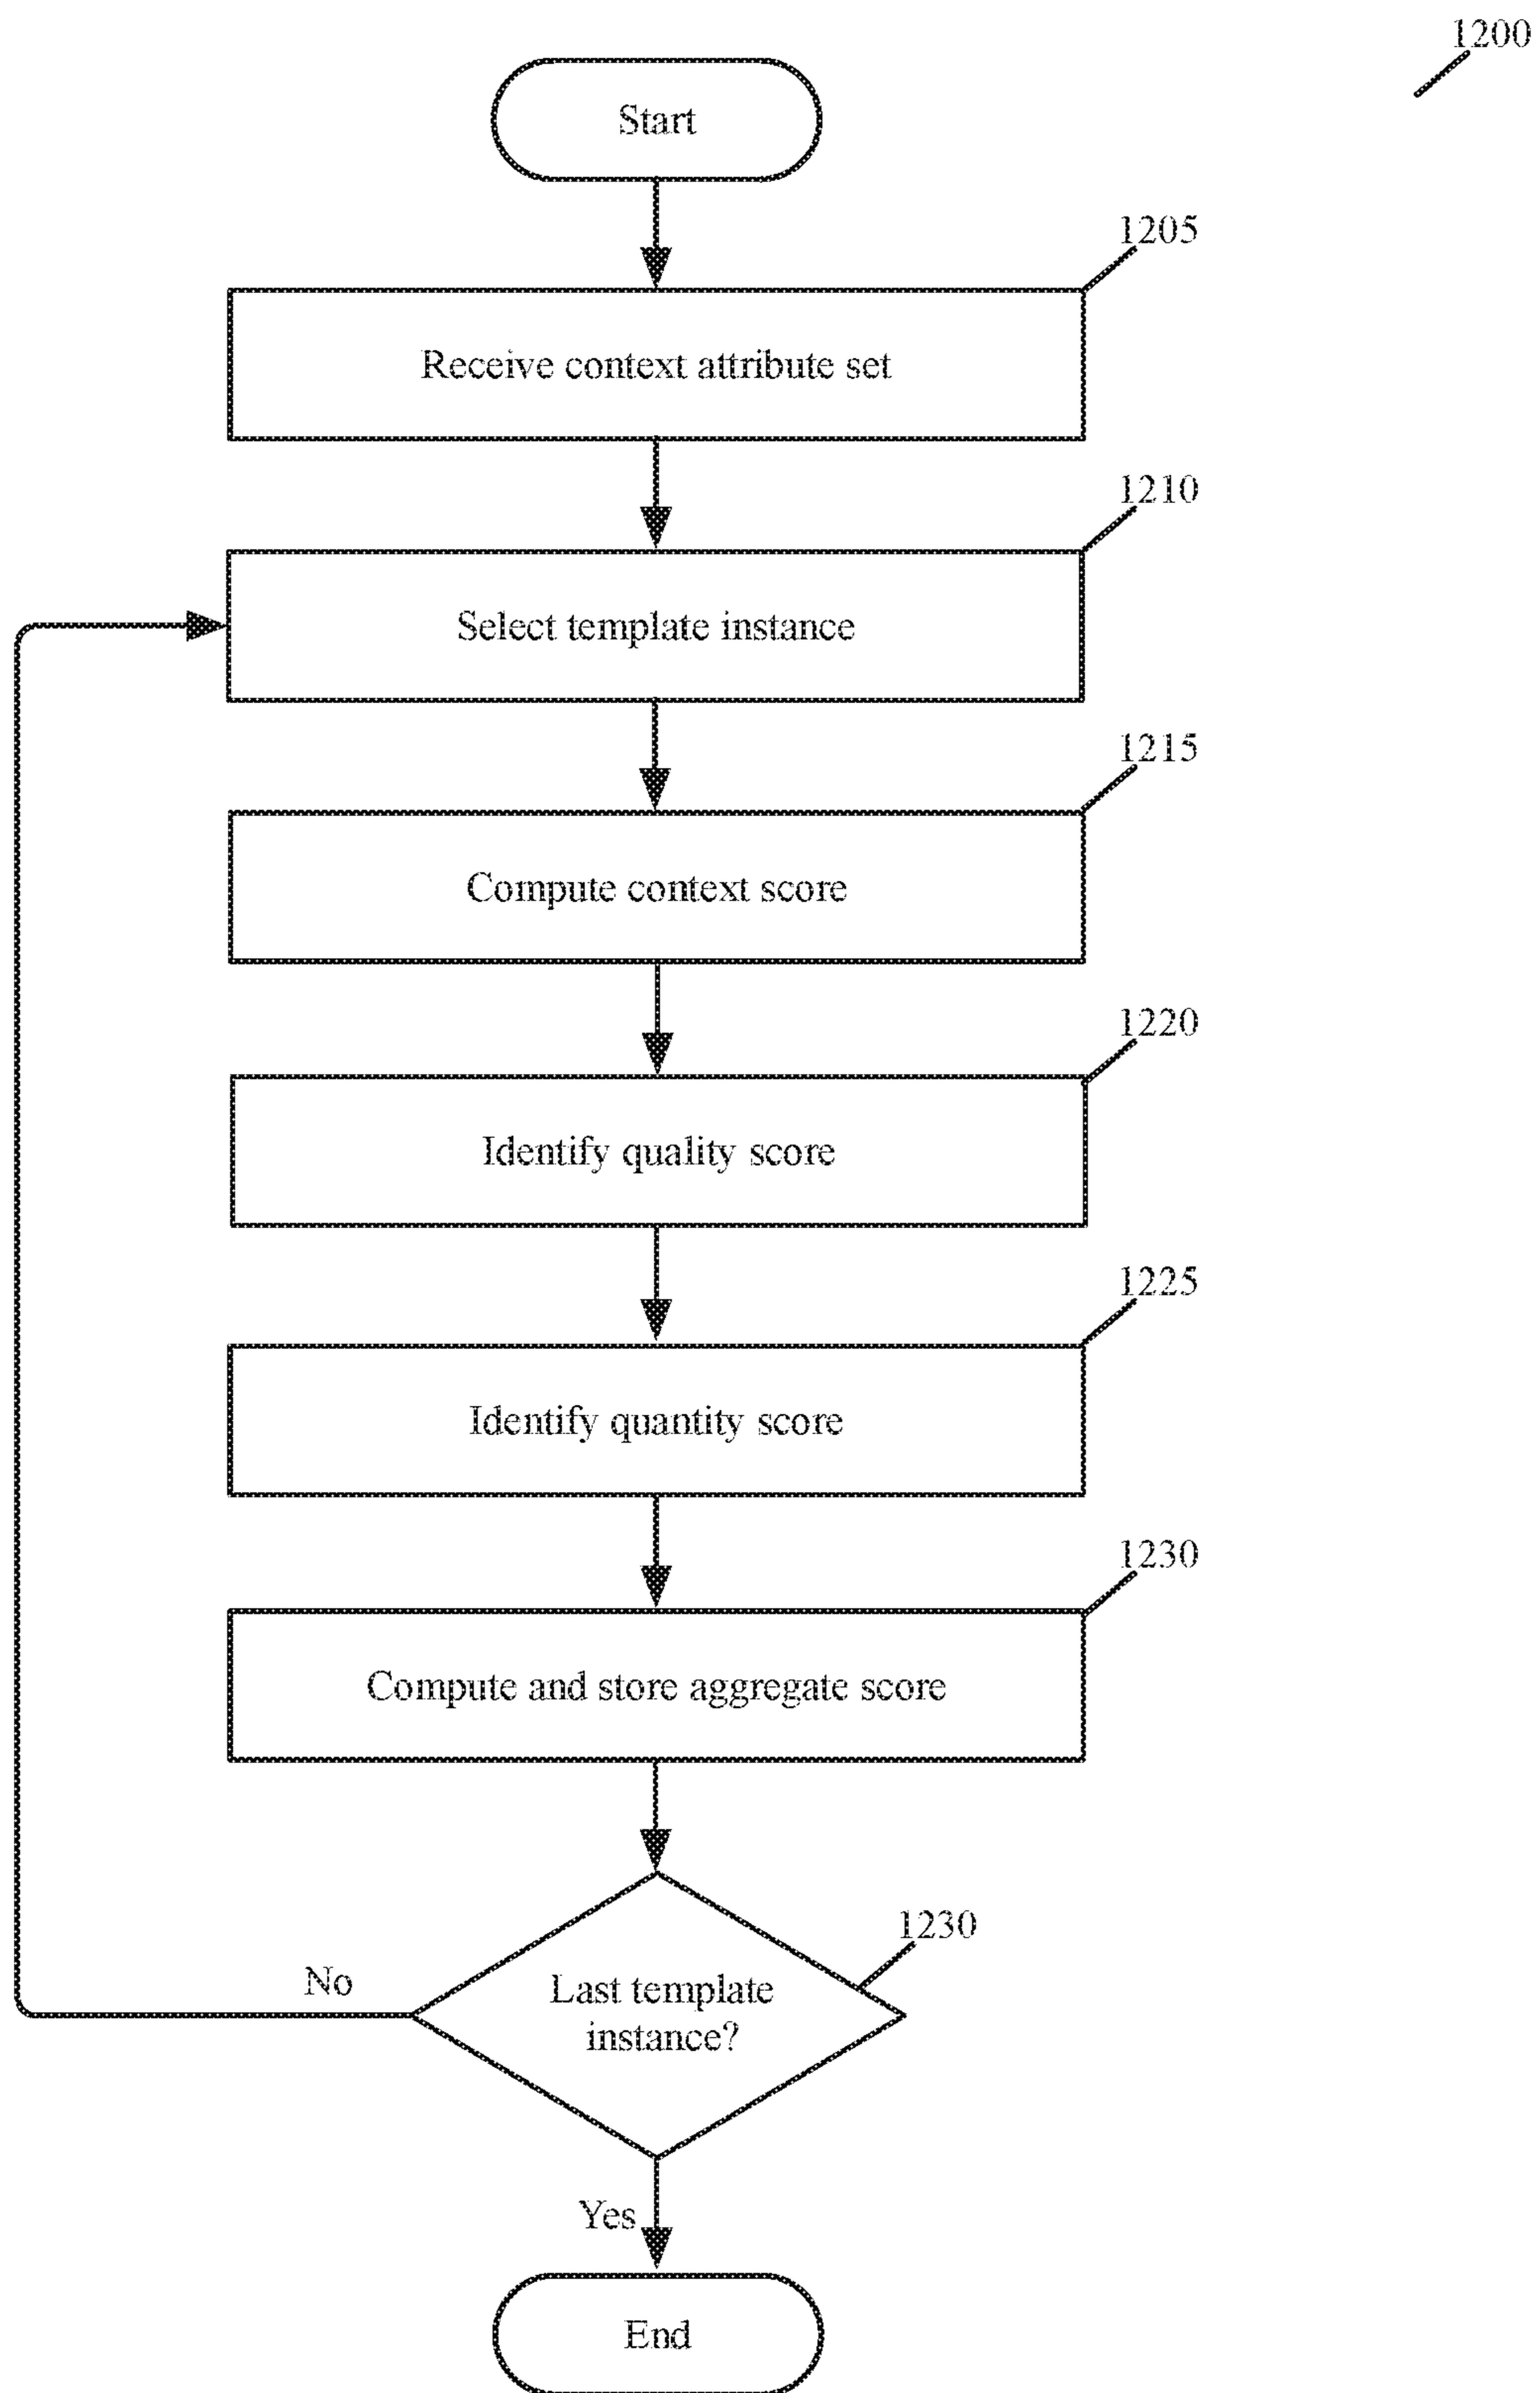 1200
Start
1205
Receive context attribute set
1210
Select template instance
1215
Compute context score
1220
Identify quality score
1225
Identify quantity score
1230
Compute and store aggregate score
1230
Last template
instance?
No
Yes
End